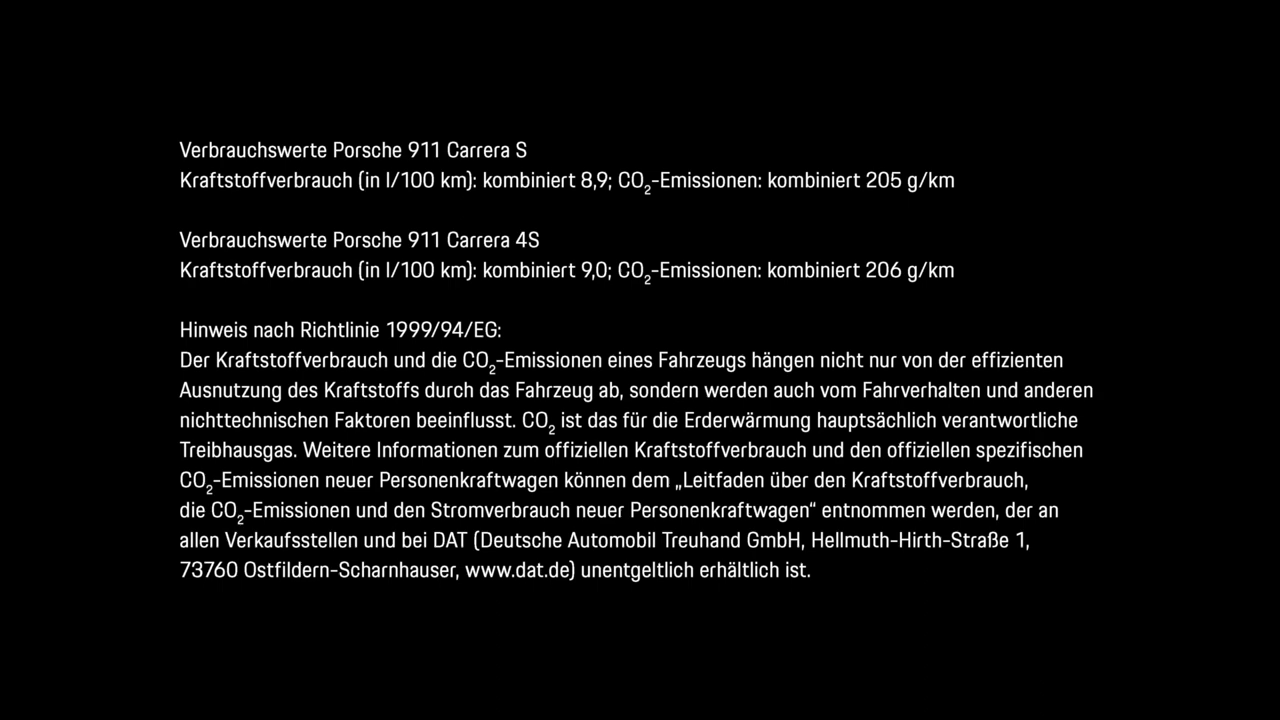 Verbrauchswerte Porsche 911 Carrera S
Kraftstoffverbrauch (in l/100 km): kombiniert 8,9; CO₂-Emissionen: kombiniert 205 g/km
Verbrauchswerte Porsche 911 Carrera 4S
Kraftstoffverbrauch (in l/100 km): kombiniert 9,0; CO₂-Emissionen: kombiniert 206 g/km
Hinweis nach Richtlinie 1999/94/EG:
Der Kraftstoffverbrauch und die CO₂-Emissionen eines Fahrzeugs hängen nicht nur von der effizienten
Ausnutzung des Kraftstoffs durch das Fahrzeug ab, sondern werden auch vom Fahrverhalten und anderen
nichttechnischen Faktoren beeinflusst. CO₂ ist das für die Erderwärmung hauptsächlich verantwortliche
Treibhausgas. Weitere Informationen zum offiziellen Kraftstoffverbrauch und den offiziellen spezifischen
CO₂-Emissionen neuer Personenkraftwagen können dem „Leitfaden über den Kraftstoffverbrauch,
die CO₂-Emissionen und den Stromverbrauch neuer Personenkraftwagen“ entnommen werden, der an
allen Verkaufsstellen und bei DAT (Deutsche Automobil Treuhand GmbH, Hellmuth-Hirth-Straße 1,
73760 Ostfildern-Scharnhauser, www.dat.de) unentgeltlich erhältlich ist.